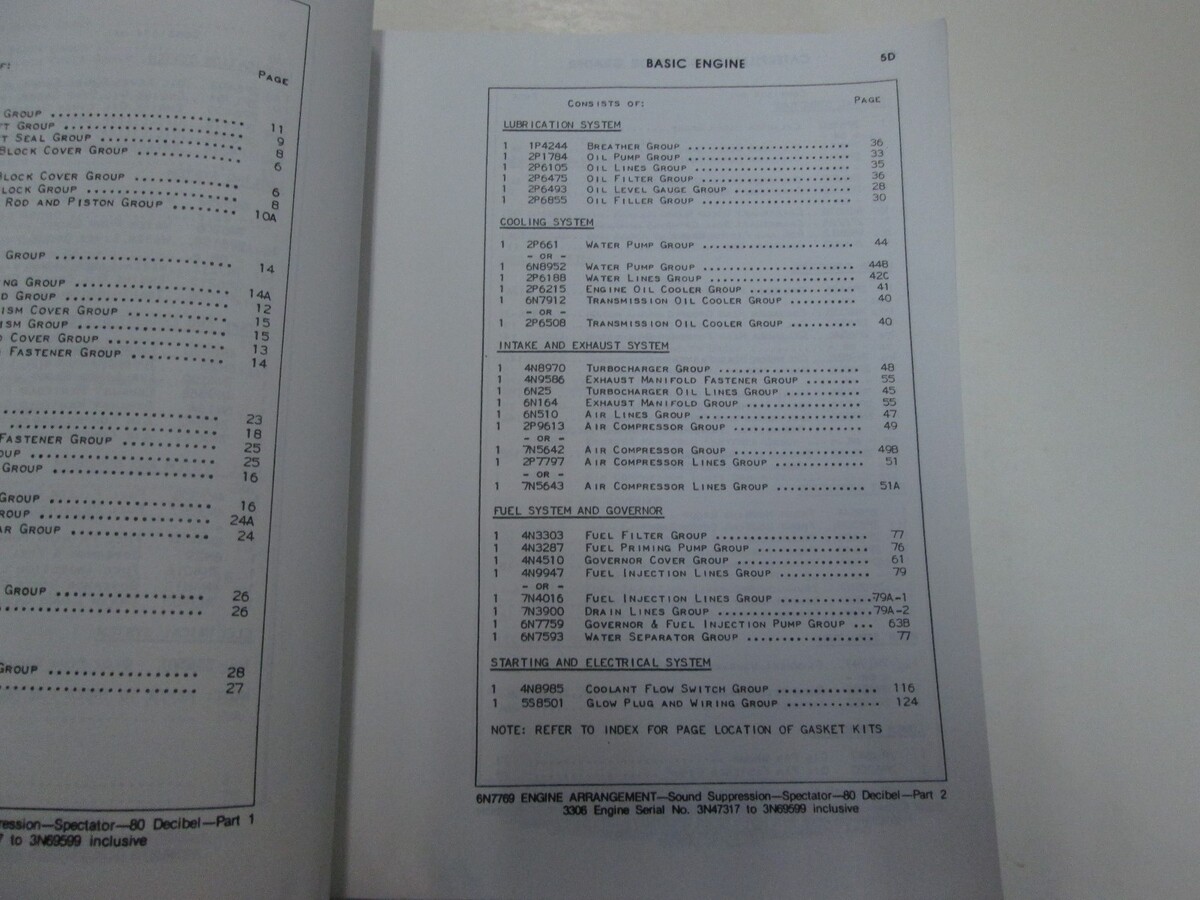 F:
PAGE
GROUP .......... 11
T GROUP .......... 9
T SEAL GROUP .......... 8
BLOCK COVER GROUP .......... 6
LOCK COVER GROUP .......... 6
LOCK GROUP .......... 8
ROD AND PISTON GROUP .......... 10A
GROUP .......... 14
NG GROUP .......... 14A
D GROUP .......... 12
ISM COVER GROUP .......... 15
ISM GROUP .......... 15
COVER GROUP .......... 13
FASTENER GROUP .......... 14
23
18
FASTENER GROUP .......... 25
OUP .......... 25
GROUP .......... 16
GROUP .......... 16
ROUP .......... 24A
AR GROUP .......... 24
GROUP .......... 26
26
GROUP .......... 28
27
ression—Spectator—80 Decibel—Part 1
7 to 3N69599 inclusive
BASIC ENGINE 5D
CONSISTS OF: PAGE
LUBRICATION SYSTEM
1 1P4244 BREATHER GROUP .......... 36
1 2P1784 OIL PUMP GROUP .......... 33
1 2P6105 OIL LINES GROUP .......... 35
1 2P6475 OIL FILTER GROUP .......... 36
1 2P6493 OIL LEVEL GAUGE GROUP .......... 28
1 2P6855 OIL FILLER GROUP .......... 30
COOLING SYSTEM
1 2P661 WATER PUMP GROUP .......... 44
- OR -
1 6N8952 WATER PUMP GROUP .......... 44B
1 2P6188 WATER LINES GROUP .......... 42C
1 2P6215 ENGINE OIL COOLER GROUP .......... 41
1 6N7912 TRANSMISSION OIL COOLER GROUP .......... 40
- OR -
1 2P6508 TRANSMISSION OIL COOLER GROUP .......... 40
INTAKE AND EXHAUST SYSTEM
1 4N8970 TURBOCHARGER GROUP .......... 48
1 4N9586 EXHAUST MANIFOLD FASTENER GROUP ........ 55
1 6N25 TURBOCHARGER OIL LINES GROUP .......... 45
1 6N164 EXHAUST MANIFOLD GROUP .......... 55
1 6N510 AIR LINES GROUP .......... 47
1 2P9613 AIR COMPRESSOR GROUP .......... 49
- OR -
1 7N5642 AIR COMPRESSOR GROUP .......... 49B
1 2P7797 AIR COMPRESSOR LINES GROUP .......... 51
- OR -
1 7N5643 AIR COMPRESSOR LINES GROUP .......... 51A
FUEL SYSTEM AND GOVERNOR
1 4N3303 FUEL FILTER GROUP .......... 77
1 4N3287 FUEL PRIMING PUMP GROUP .......... 76
1 4N4510 GOVERNOR COVER GROUP .......... 61
1 4N9947 FUEL INJECTION LINES GROUP .......... 79
- OR -
1 7N4016 FUEL INJECTION LINES GROUP .......... 79A-1
1 7N3900 DRAIN LINES GROUP .......... 79A-2
1 6N7759 GOVERNOR & FUEL INJECTION PUMP GROUP ... 63B
1 6N7593 WATER SEPARATOR GROUP .......... 77
STARTING AND ELECTRICAL SYSTEM
1 4N8985 COOLANT FLOW SWITCH GROUP .......... 116
1 5S8501 GLOW PLUG AND WIRING GROUP .......... 124
NOTE: REFER TO INDEX FOR PAGE LOCATION OF GASKET KITS
6N7769 ENGINE ARRANGEMENT—Sound Suppression—Spectator—80 Decibel—Part 2
3306 Engine Serial No. 3N47317 to 3N69599 inclusive